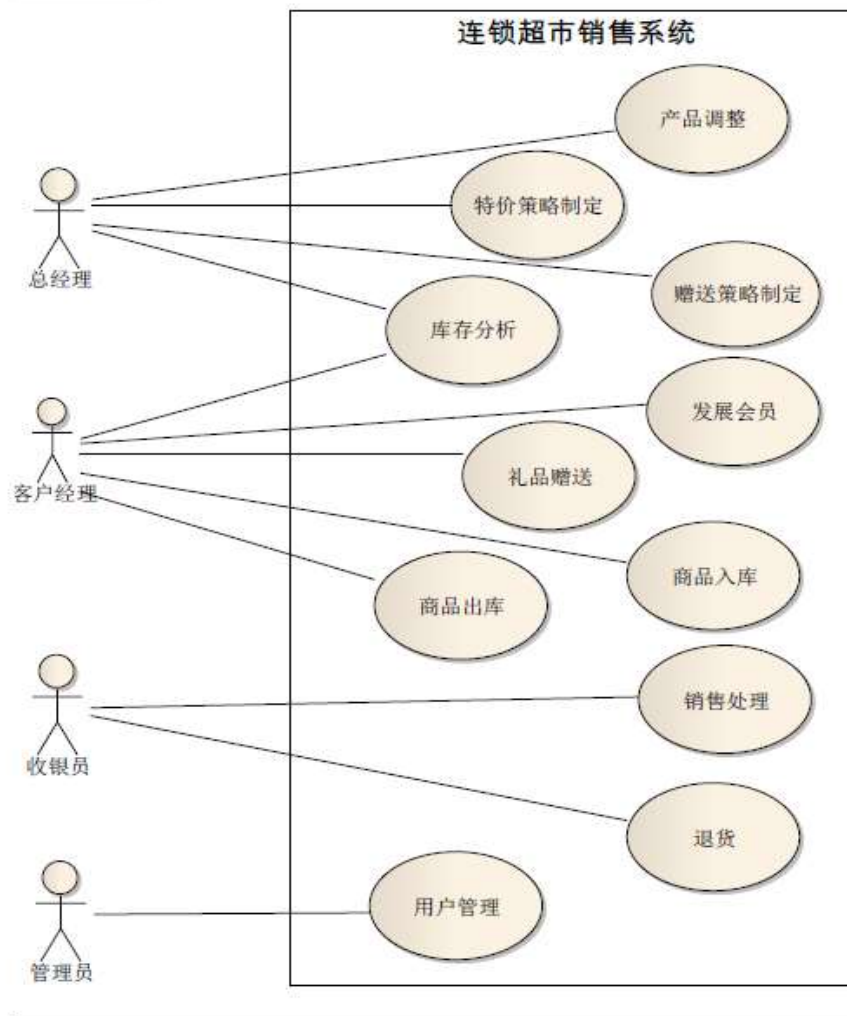 连锁超市销售系统
产品调整
特价策略制定
总经理
赠送策略制定
库存分析
发展会员
礼品赠送
客户经理
商品入库
商品出库
销售处理
收银员
退货
用户管理
管理员